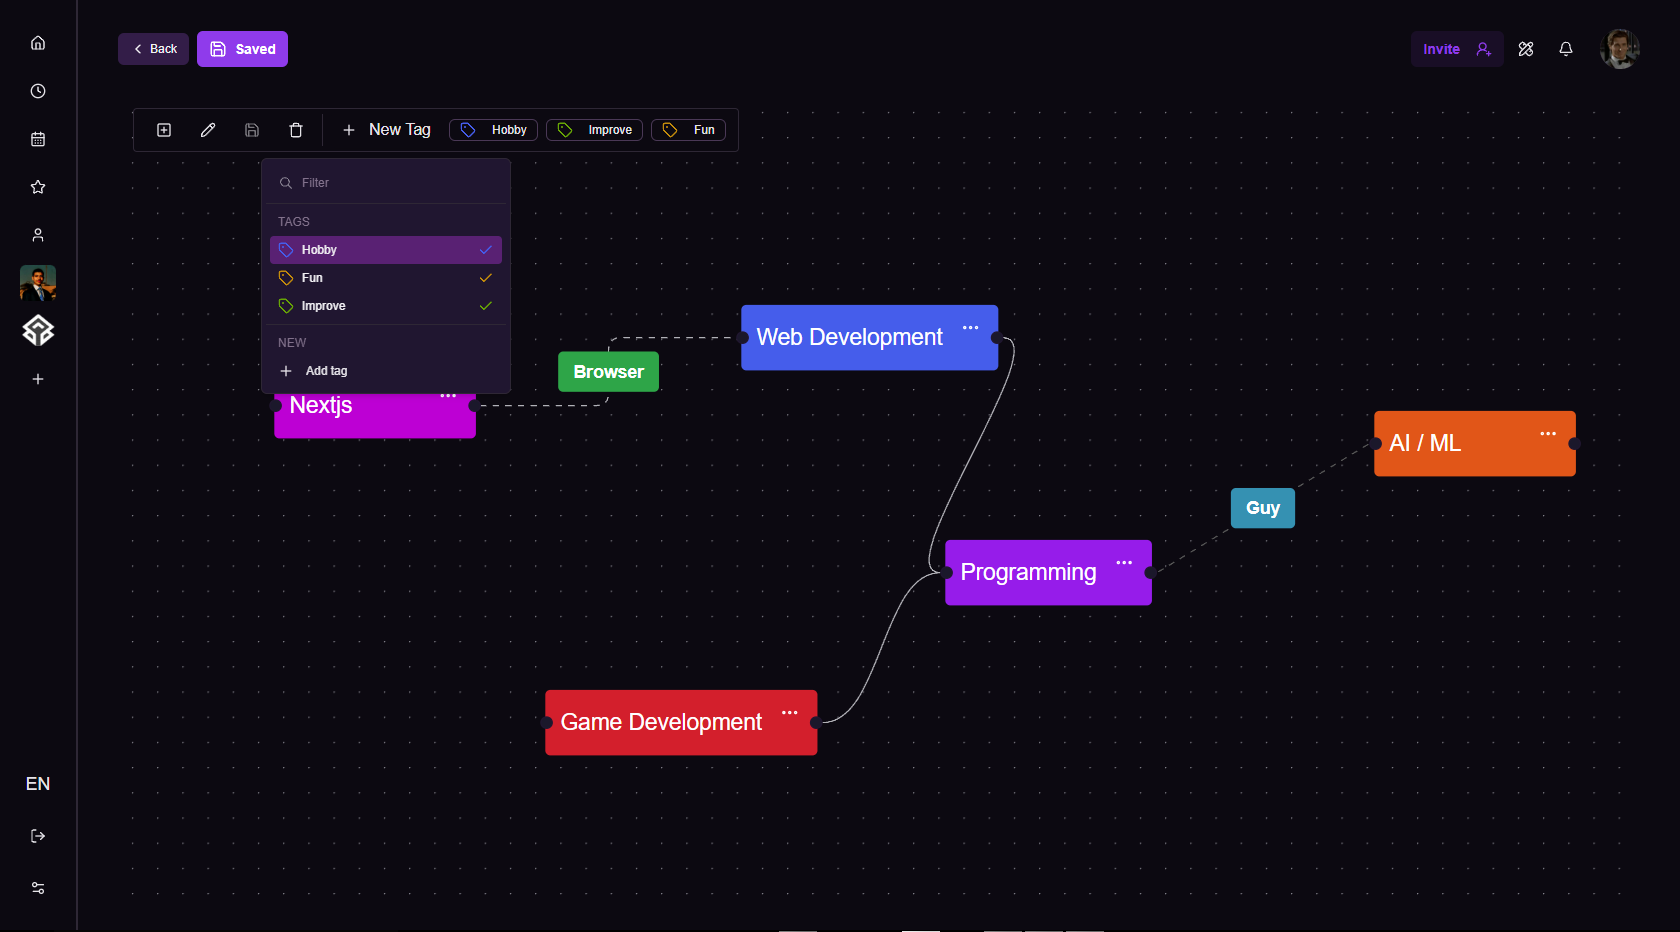 Back
Saved
Invite
New Tag
Hobby
Improve
Fun
Filter
TAGS
Hobby
Fun
Improve
NEW
Add tag
Web Development
Browser
Nextjs
AI / ML
Guy
Programming
Game Development
EN